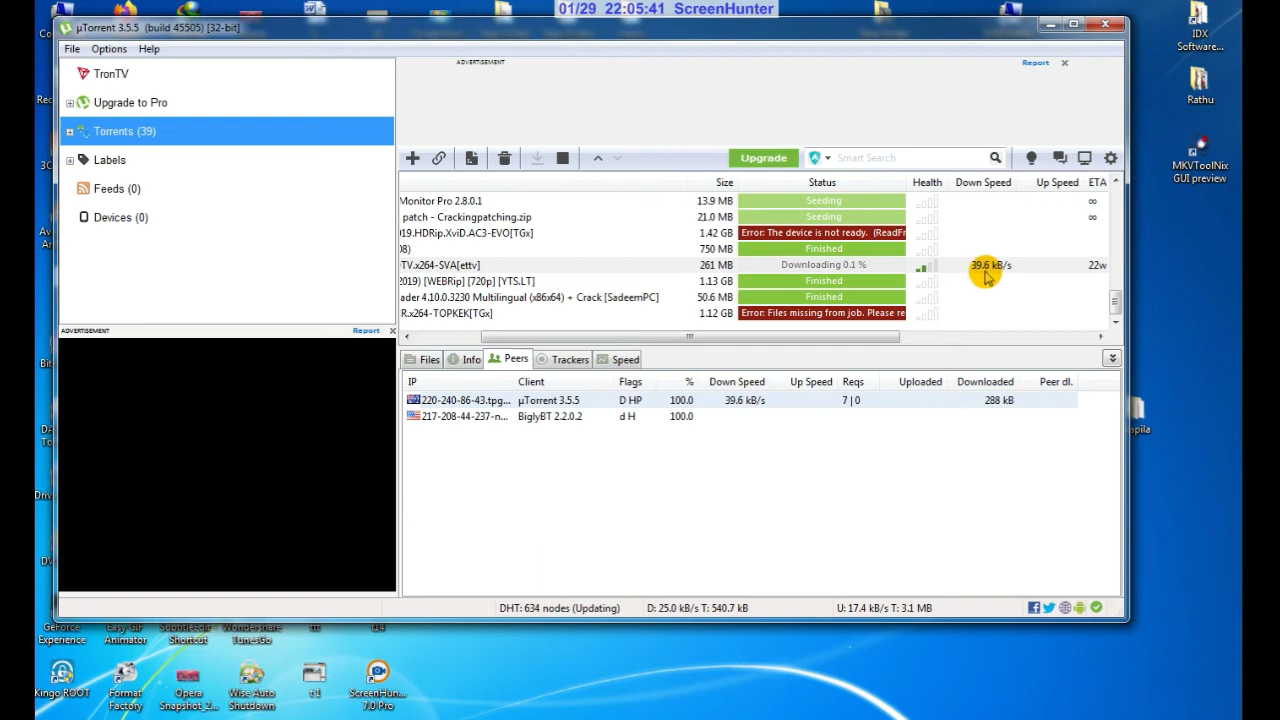 01/29 22:05:41 ScreenHunter
µTorrent 3.5.5 (build 45505) [32-bit]
File Options Help
TronTV
Upgrade to Pro
Torrents (39)
Labels
Feeds (0)
Devices (0)
ADVERTISEMENT Report
ADVERTISEMENT Report
Upgrade Smart Search
Size Status Health Down Speed Up Speed ETA
Monitor Pro 2.8.0.1 13.9 MB Seeding ∞
patch - Crackingpatching.zip 21.0 MB Seeding ∞
019.HDRip.XviD.AC3-EVO[TGx] 1.42 GB Error: The device is not ready. (ReadFr
08) 750 MB Finished
TV.x264-SVA[ettv] 261 MB Downloading 0.1 % 39.6 kB/s 22w
2019) [WEBRip] [720p] [YTS.LT] 1.13 GB Finished
ader 4.10.0.3230 Multilingual (x86x64) + Crack [SadeemPC] 50.6 MB Finished
R.x264-TOPKEK[TGx] 1.12 GB Error: Files missing from job. Please re
Files Info Peers Trackers Speed
IP Client Flags % Down Speed Up Speed Reqs Uploaded Downloaded Peer dl.
220-240-86-43.tpg... µTorrent 3.5.5 D HP 100.0 39.6 kB/s 7 | 0 288 kB
217-208-44-237-n... BiglyBT 2.2.0.2 d H 100.0
DHT: 634 nodes (Updating) D: 25.0 kB/s T: 540.7 kB U: 17.4 kB/s T: 3.1 MB
IDX
Software...
Rathu
MKVToolNix
GUI preview
apila
GeForce
Experience
Easy GIF
Animator
SubtitleEdit -
Shortcut
Wondershare
TunesGo
Kingo ROOT
Format
Factory
Opera
Snapshot_2...
Wise Auto
Shutdown
ScreenHun...
7.0 Pro